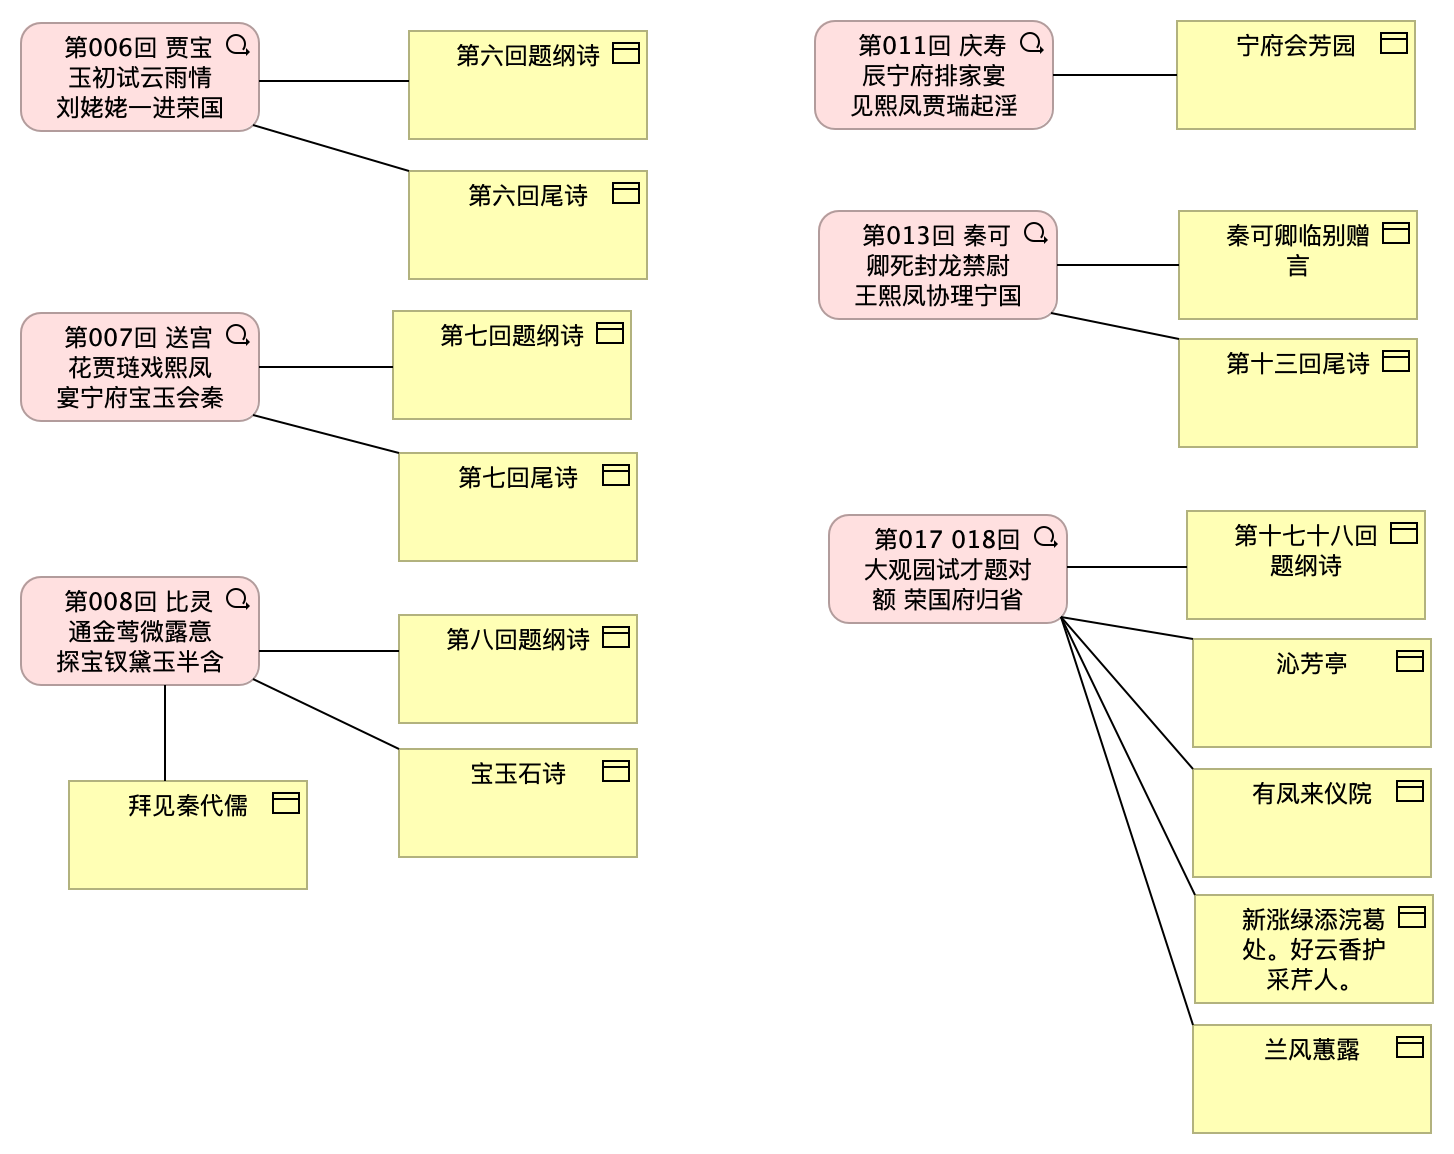 第006回 贾宝
玉初试云雨情
刘姥姥一进荣国
第六回题纲诗
第六回尾诗
第007回 送宫
花贾琏戏熙凤
宴宁府宝玉会秦
第七回题纲诗
第七回尾诗
第008回 比灵
通金莺微露意
探宝钗黛玉半含
第八回题纲诗
宝玉石诗
拜见秦代儒
第011回 庆寿
辰宁府排家宴
见熙凤贾瑞起淫
宁府会芳园
第013回 秦可
卿死封龙禁尉
王熙凤协理宁国
秦可卿临别赠
言
第十三回尾诗
第017 018回
大观园试才题对
额 荣国府归省
第十七十八回
题纲诗
沁芳亭
有凤来仪院
新涨绿添浣葛
处。好云香护
采芹人。
兰风蕙露